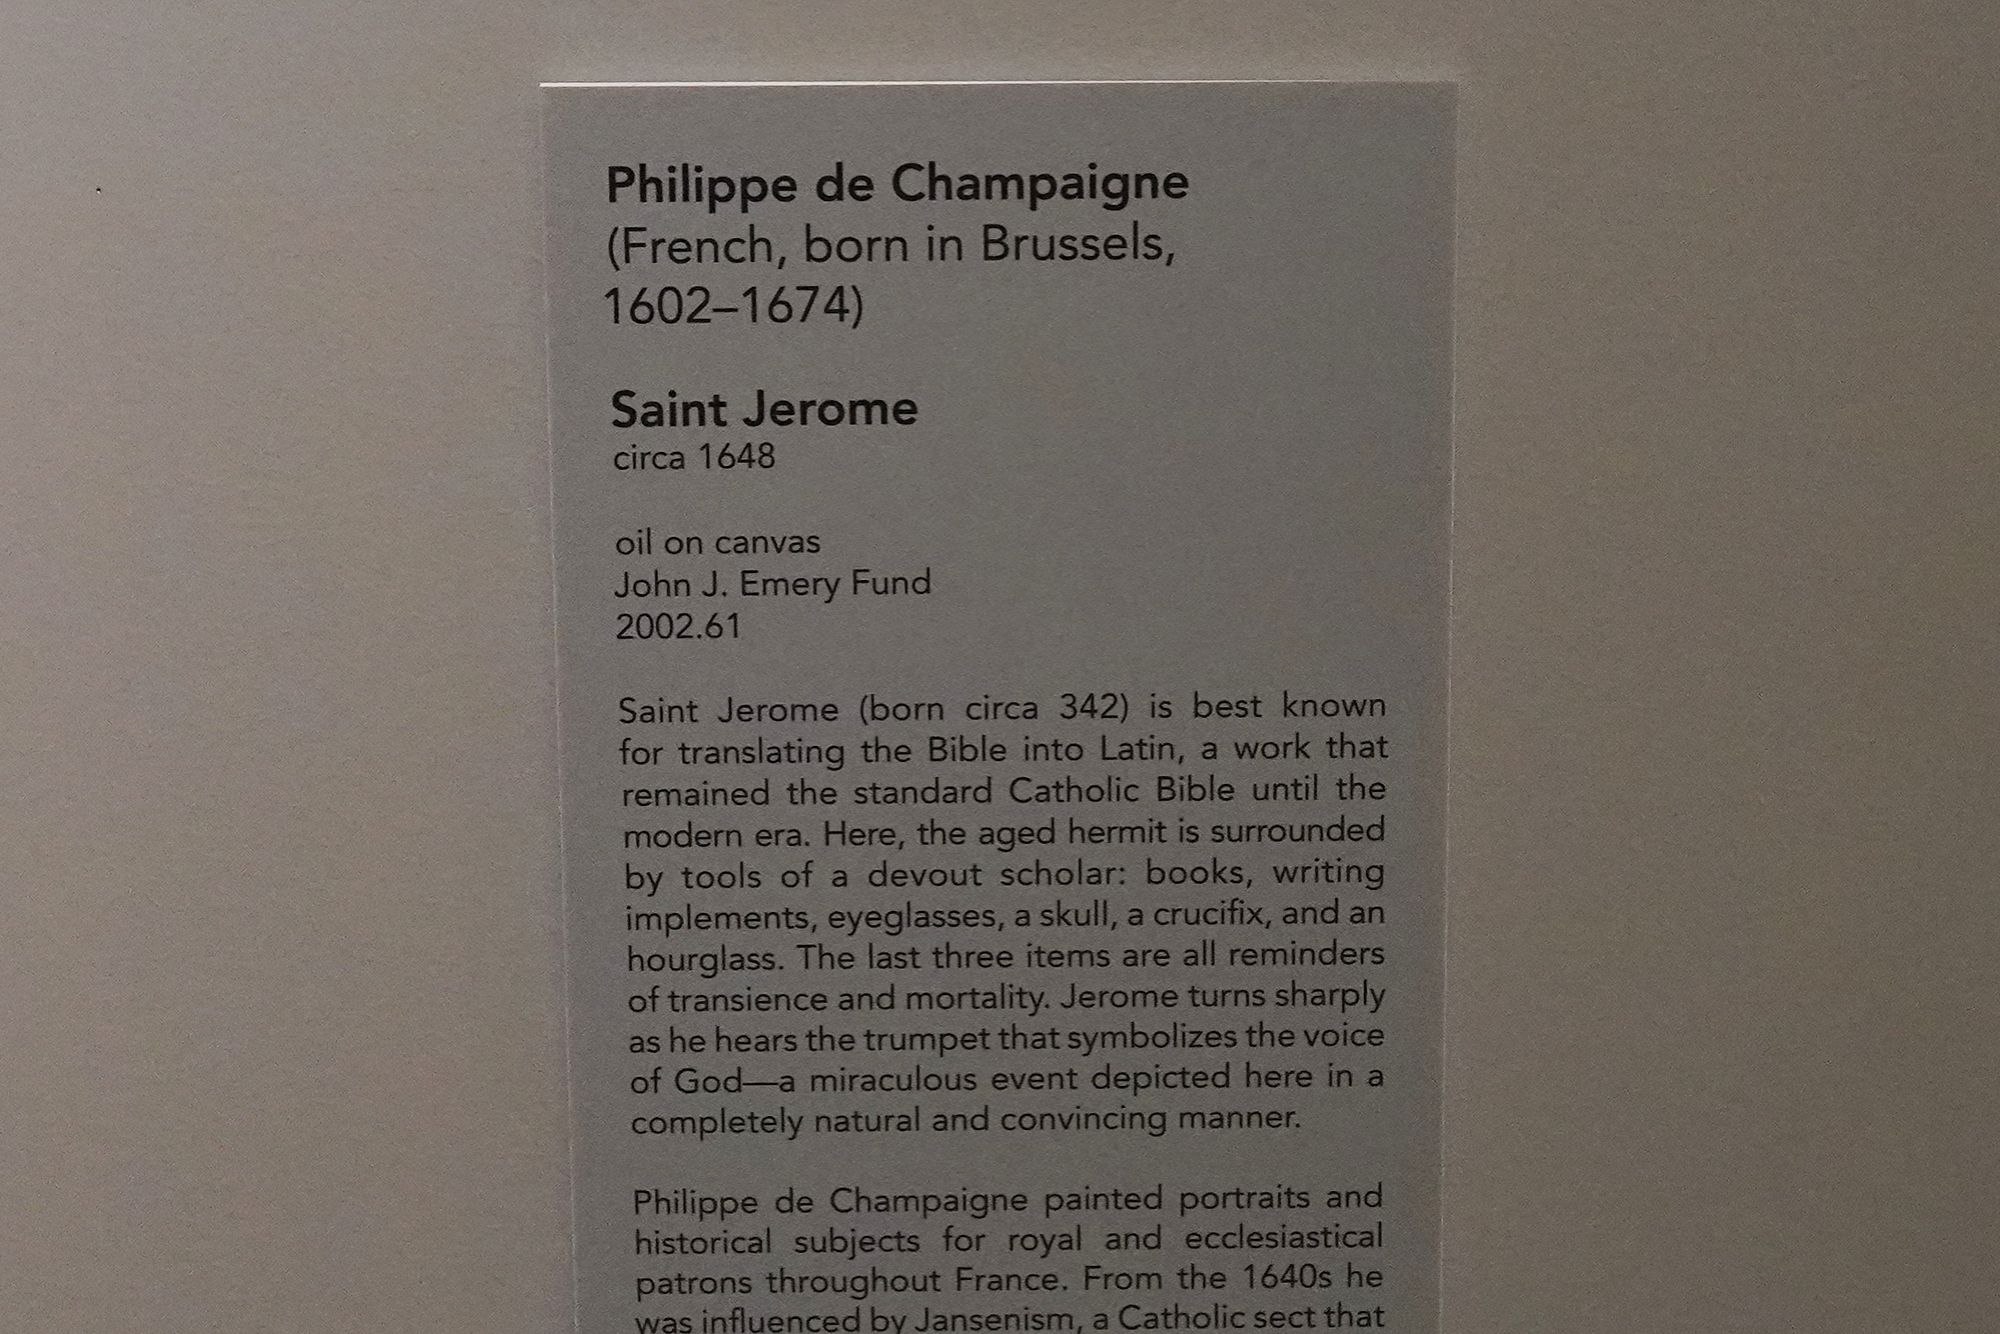 Philippe de Champaigne
(French, born in Brussels,
1602–1674)
Saint Jerome
circa 1648
oil on canvas
John J. Emery Fund
2002.61
Saint Jerome (born circa 342) is best known
for translating the Bible into Latin, a work that
remained the standard Catholic Bible until the
modern era. Here, the aged hermit is surrounded
by tools of a devout scholar: books, writing
implements, eyeglasses, a skull, a crucifix, and an
hourglass. The last three items are all reminders
of transience and mortality. Jerome turns sharply
as he hears the trumpet that symbolizes the voice
of God—a miraculous event depicted here in a
completely natural and convincing manner.
Philippe de Champaigne painted portraits and
historical subjects for royal and ecclesiastical
patrons throughout France. From the 1640s he
was influenced by Jansenism, a Catholic sect that